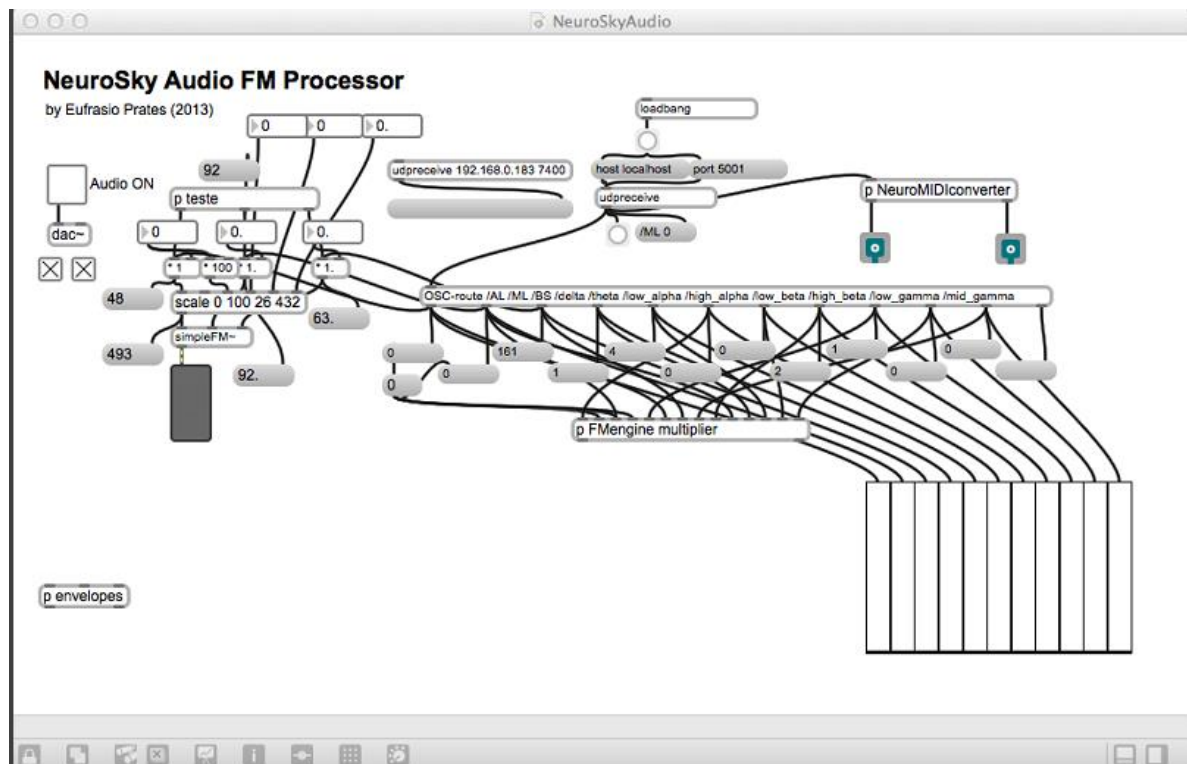 NeuroSkyAudio
NeuroSky Audio FM Processor
by Eufrasio Prates (2013)
loadbang
0 0 0.
92
udpreceive 192.168.0.183 7400
host localhost port 5001
Audio ON
p teste
udpreceive
p NeuroMIDIconverter
dac~
0 0. 0.
/ML 0
* 1 * 100 * 1. * 1.
48
scale 0 100 26 432
63.
OSC-route /AL /ML /BS /delta /theta /low_alpha /high_alpha /low_beta /high_beta /low_gamma /mid_gamma
simpleFM~
493
92.
0 161 4 0 1 0
0 1 0 2 0
0
p FMengine multiplier
p envelopes